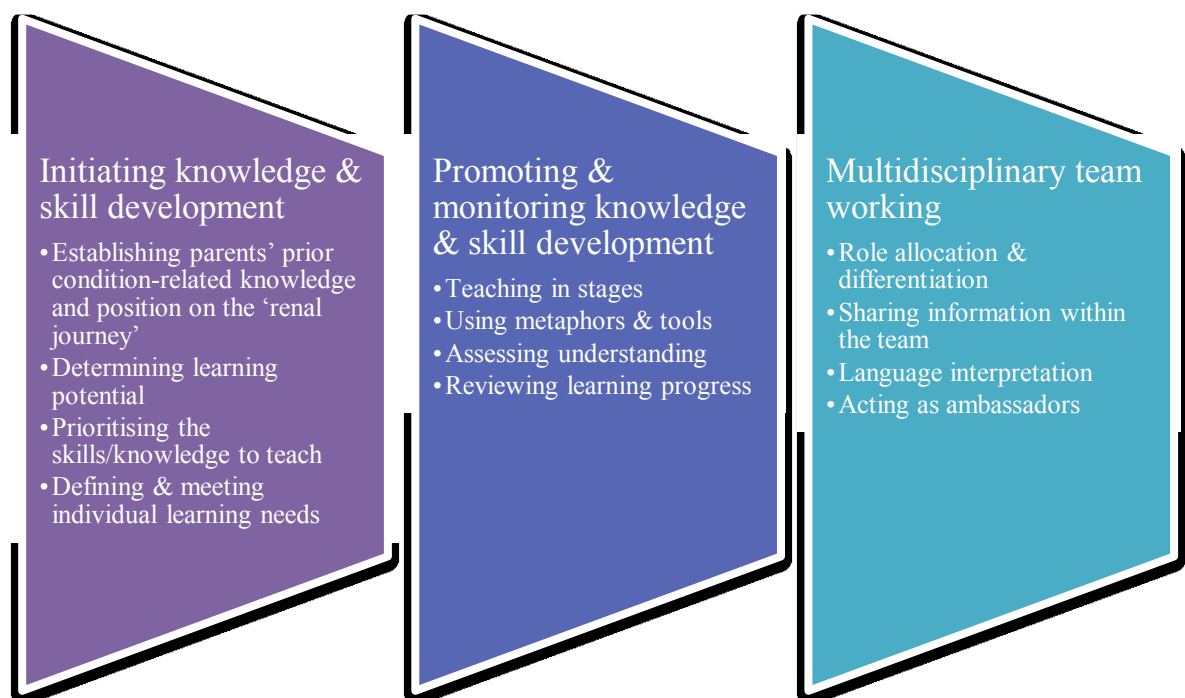 Initiating knowledge &
skill development
•Establishing parents’ prior
condition-related knowledge
and position on the ‘renal
journey’
•Determining learning
potential
•Prioritising the
skills/knowledge to teach
•Defining & meeting
individual learning needs
Promoting &
monitoring knowledge
& skill development
•Teaching in stages
•Using metaphors & tools
•Assessing understanding
•Reviewing learning progress
Multidisciplinary team
working
•Role allocation &
differentiation
•Sharing information within
the team
•Language interpretation
•Acting as ambassadors